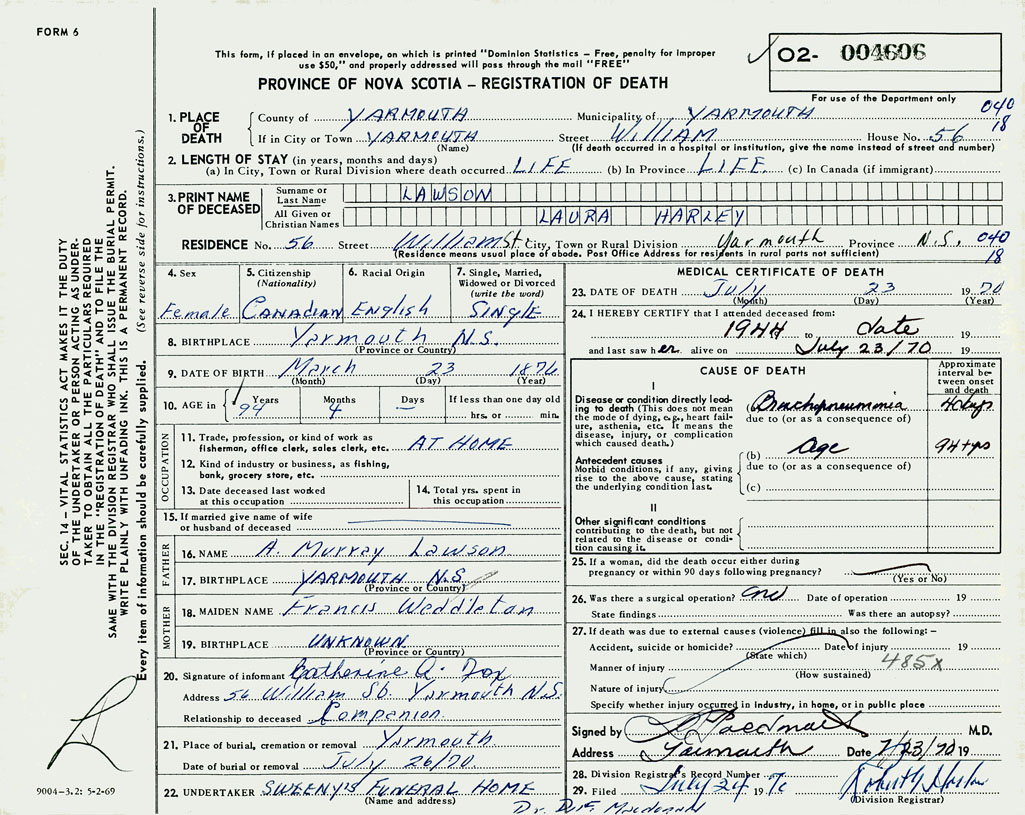 FORM 6
This form, if placed in an envelope, on which is printed "Dominion Statistics – Free, penalty for improper
use $50," and properly addressed will pass through the mail "FREE"
PROVINCE OF NOVA SCOTIA – REGISTRATION OF DEATH
02- 004606
For use of the Department only
040
18
1. PLACE OF DEATH County of YARMOUTH Municipality of YARMOUTH
If in City or Town YARMOUTH Street WILLIAM House No. 56
(Name) (If death occurred in a hospital or institution, give the name instead of street and number)
2. LENGTH OF STAY (in years, months and days)
(a) In City, Town or Rural Division where death occurred LIFE (b) In Province LIFE (c) In Canada (if immigrant)
3. PRINT NAME OF DECEASED Surname or Last Name LAWSON
All Given or Christian Names LAURA HARLEY
RESIDENCE No. 56 Street William St. City, Town or Rural Division Yarmouth Province N.S. 040
(Residence means usual place of abode. Post Office Address for residents in rural parts not sufficient) 18
4. Sex
Female
5. Citizenship
(Nationality)
Canadian
6. Racial Origin
English
7. Single, Married,
Widowed or Divorced
(write the word)
Single
8. BIRTHPLACE Yarmouth N.S.
(Province or Country)
9. DATE OF BIRTH March 23 1876
(Month) (Day) (Year)
10. AGE in Years 94 Months 4 Days — If less than one day old
hrs. or min.
OCCUPATION
11. Trade, profession, or kind of work as
fisherman, office clerk, sales clerk, etc. AT HOME
12. Kind of industry or business, as fishing,
bank, grocery store, etc.
13. Date deceased last worked
at this occupation
14. Total yrs. spent in
this occupation
15. If married give name of wife
or husband of deceased
FATHER
16. NAME A. Murray Lawson
17. BIRTHPLACE YARMOUTH N.S
(Province or Country)
MOTHER
18. MAIDEN NAME Francis Weddleton
19. BIRTHPLACE UNKNOWN
(Province or Country)
20. Signature of informant Catherine A. Fox
Address 56 William St. Yarmouth N.S.
Relationship to deceased Companion
21. Place of burial, cremation or removal Yarmouth
Date of burial or removal July 26/70
22. UNDERTAKER SWEENY'S FUNERAL HOME
(Name and address)
MEDICAL CERTIFICATE OF DEATH
23. DATE OF DEATH July 23 1970
(Month) (Day) (Year)
24. I HEREBY CERTIFY that I attended deceased from:
1944 to date 19
and last saw her alive on July 23/70 19
CAUSE OF DEATH
Approximate
interval be-
tween onset
and death
I
Disease or condition directly lead-
ing to death (This does not mean
the mode of dying, e.g., heart fail-
ure, asthenia, etc. It means the
disease, injury, or complication
which caused death.)
(a) Bronchopneumonia 4 days
due to (or as a consequence of)
Antecedent causes
Morbid conditions, if any, giving
rise to the above cause, stating
the underlying condition last.
(b) Age 94 yrs
due to (or as a consequence of)
(c)
II
Other significant conditions
contributing to the death, but not
related to the disease or condi-
tion causing it.
25. If a woman, did the death occur either during
pregnancy or within 90 days following pregnancy?
(Yes or No)
26. Was there a surgical operation? Date of operation 19
State findings Was there an autopsy?
27. If death was due to external causes (violence) fill in also the following: –
Accident, suicide or homicide? Date of injury 19
(State which)
485X
Manner of injury
(How sustained)
Nature of injury
Specify whether injury occurred in industry, in home, or in public place
Signed by M.D.
Address Yarmouth Date 7/23/70 19
28. Division Registrar's Record Number
29. Filed July 24 1970
(Division Registrar)
SEC. 14 – VITAL STATISTICS ACT MAKES IT THE DUTY
OF THE UNDERTAKER OR PERSON ACTING AS UNDER-
TAKER TO OBTAIN ALL THE PARTICULARS REQUIRED
IN THE "REGISTRATION OF DEATH" AND TO FILE THE
SAME WITH THE DIVISION REGISTRAR WHO SHALL ISSUE THE BURIAL PERMIT.
WRITE PLAINLY WITH UNFADING INK. THIS IS A PERMANENT RECORD.
Every item of information should be carefully supplied. (See reverse side for instructions.)
9004-3.2: 5-2-69